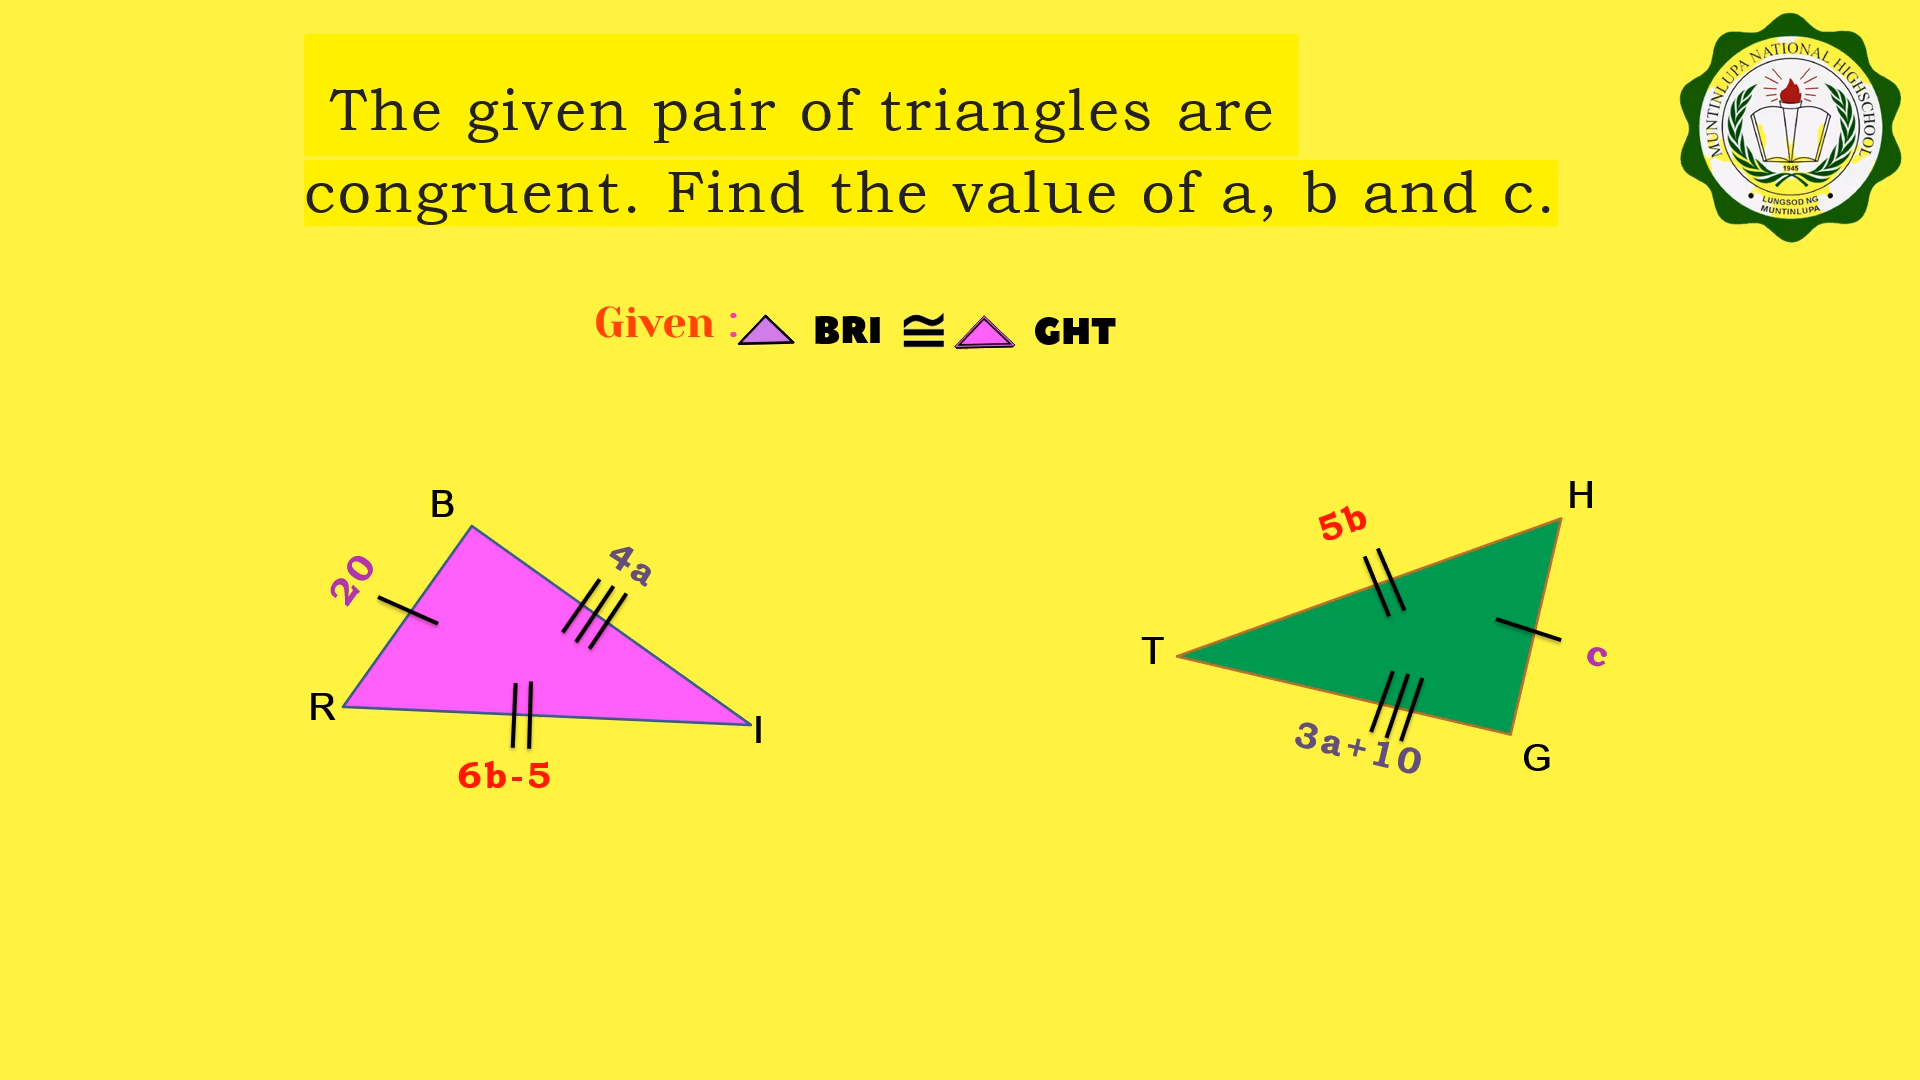 The given pair of triangles are
congruent. Find the value of a, b and c.
MUNTINLUPA NATIONAL HIGHSCHOOL
1945
LUNGSOD NG
MUNTINLUPA
Given : BRI ≅ GHT
B
20
4a
R
I
6b-5
H
5b
T
c
3a+10
G